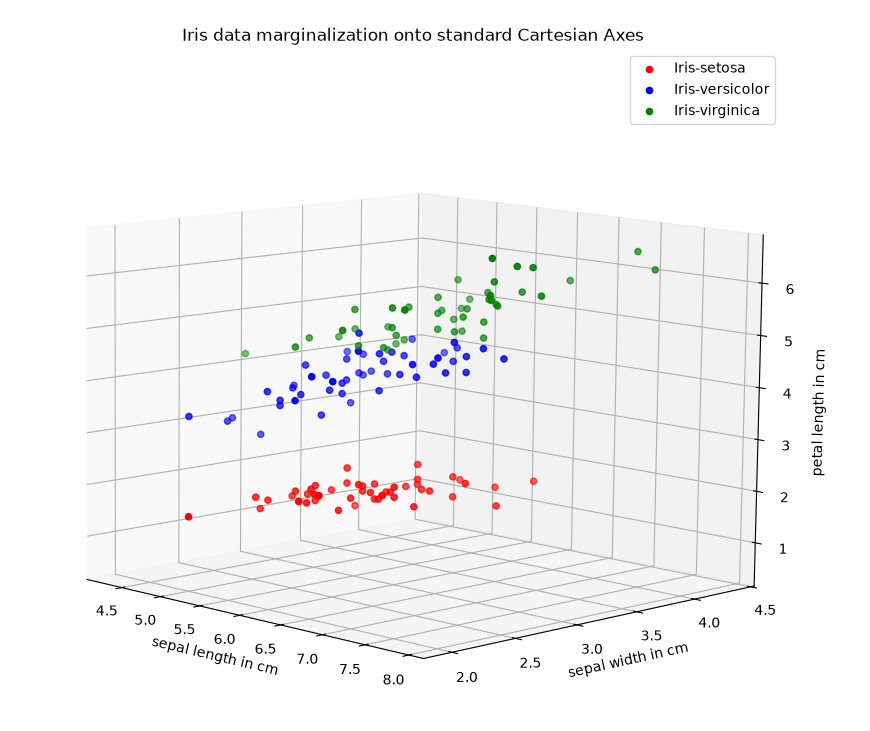 Iris data marginalization onto standard Cartesian Axes
Iris-setosa
Iris-versicolor
Iris-virginica
6
5
4
3
2
1
petal length in cm
4.5
5.0
5.5
6.0
6.5
7.0
7.5
8.0
sepal length in cm
2.0
2.5
3.0
3.5
4.0
4.5
sepal width in cm